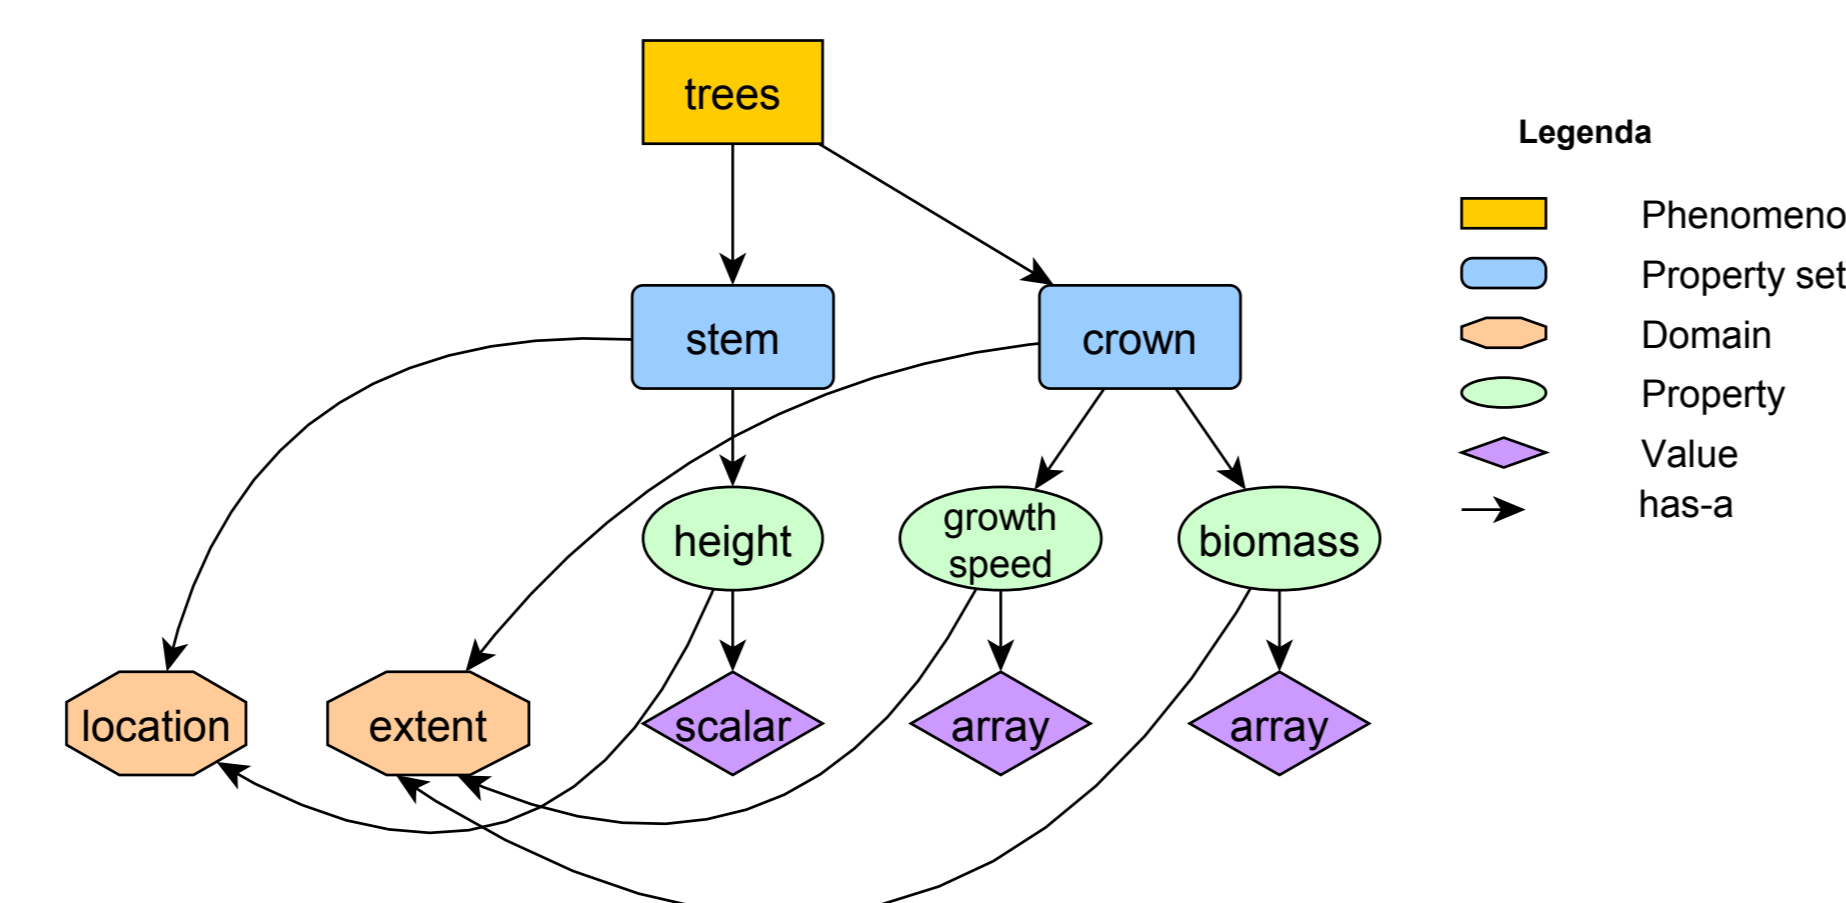 trees
Legenda
Phenomeno
Property set
stem
crown
Domain
Property
Value
has-a
height
growth
speed
biomass
location
extent
scalar
array
array